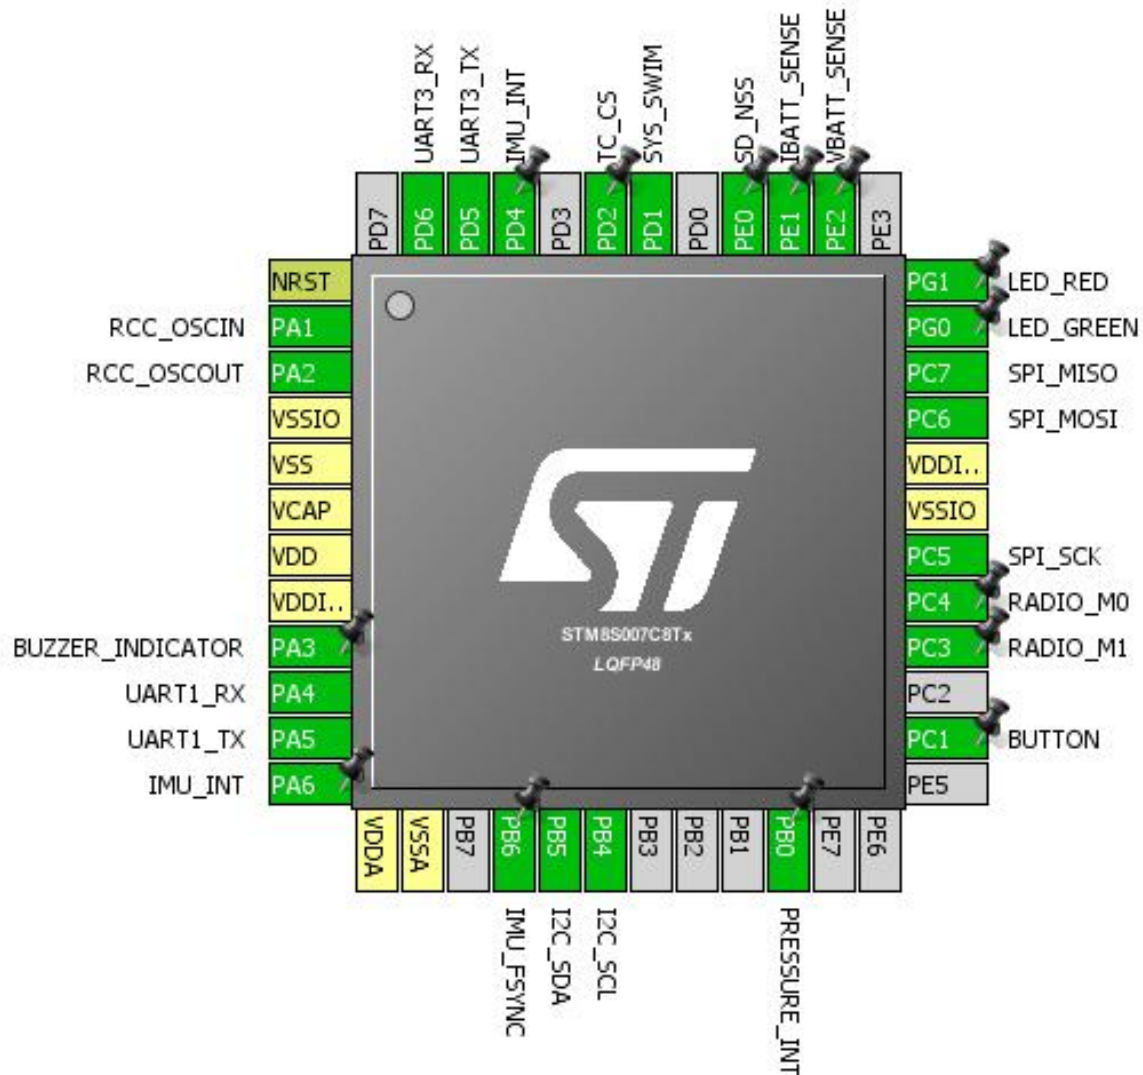 UART3_RX
UART3_TX
IMU_INT
TC_CS
SYS_SWIM
SD_NSS
IBATT_SENSE
VBATT_SENSE
PD7
PD6
PD5
PD4
PD3
PD2
PD1
PD0
PE0
PE1
PE2
PE3
NRST
RCC_OSCIN PA1
RCC_OSCOUT PA2
VSSIO
VSS
VCAP
VDD
VDDI..
BUZZER_INDICATOR PA3
UART1_RX PA4
UART1_TX PA5
IMU_INT PA6
ST
STM8S007C8Tx
LQFP48
PG1 LED_RED
PG0 LED_GREEN
PC7 SPI_MISO
PC6 SPI_MOSI
VDDI..
VSSIO
PC5 SPI_SCK
PC4 RADIO_M0
PC3 RADIO_M1
PC2
PC1 BUTTON
PE5
VDDA
VSSA
PB7
PB6
PB5
PB4
PB3
PB2
PB1
PB0
PE7
PE6
IMU_FSYNC
I2C_SDA
I2C_SCL
PRESSURE_INT